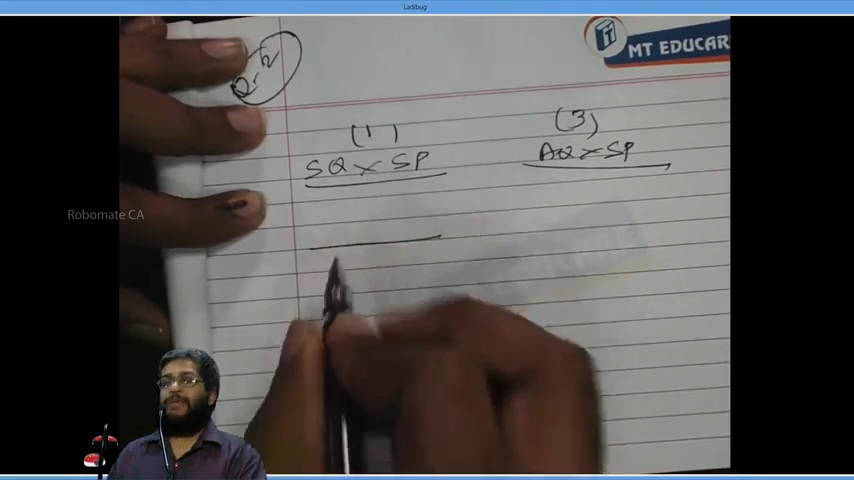 Ladibug
MT EDUCARE
Q-2
(1)
SQ × SP
(3)
AQ × SP
Robomate CA